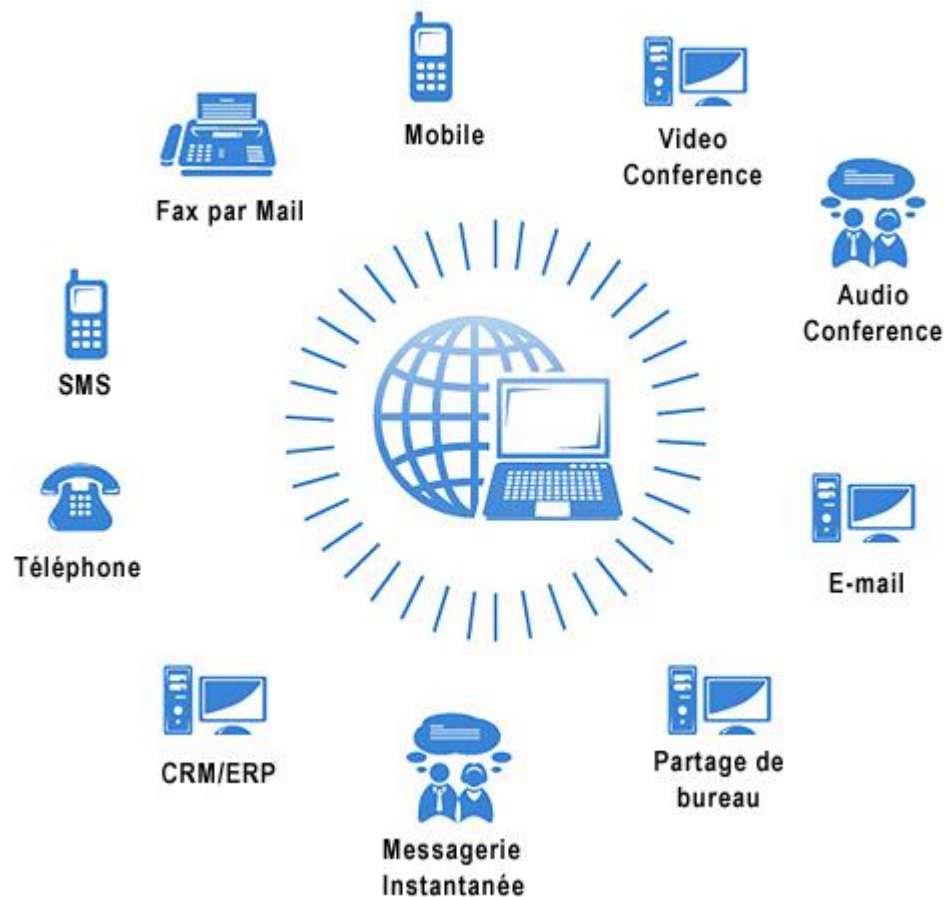 Mobile
Video
Conference
Fax par Mail
Audio
Conference
SMS
Téléphone
E-mail
CRM/ERP
Partage de
bureau
Messagerie
Instantanée